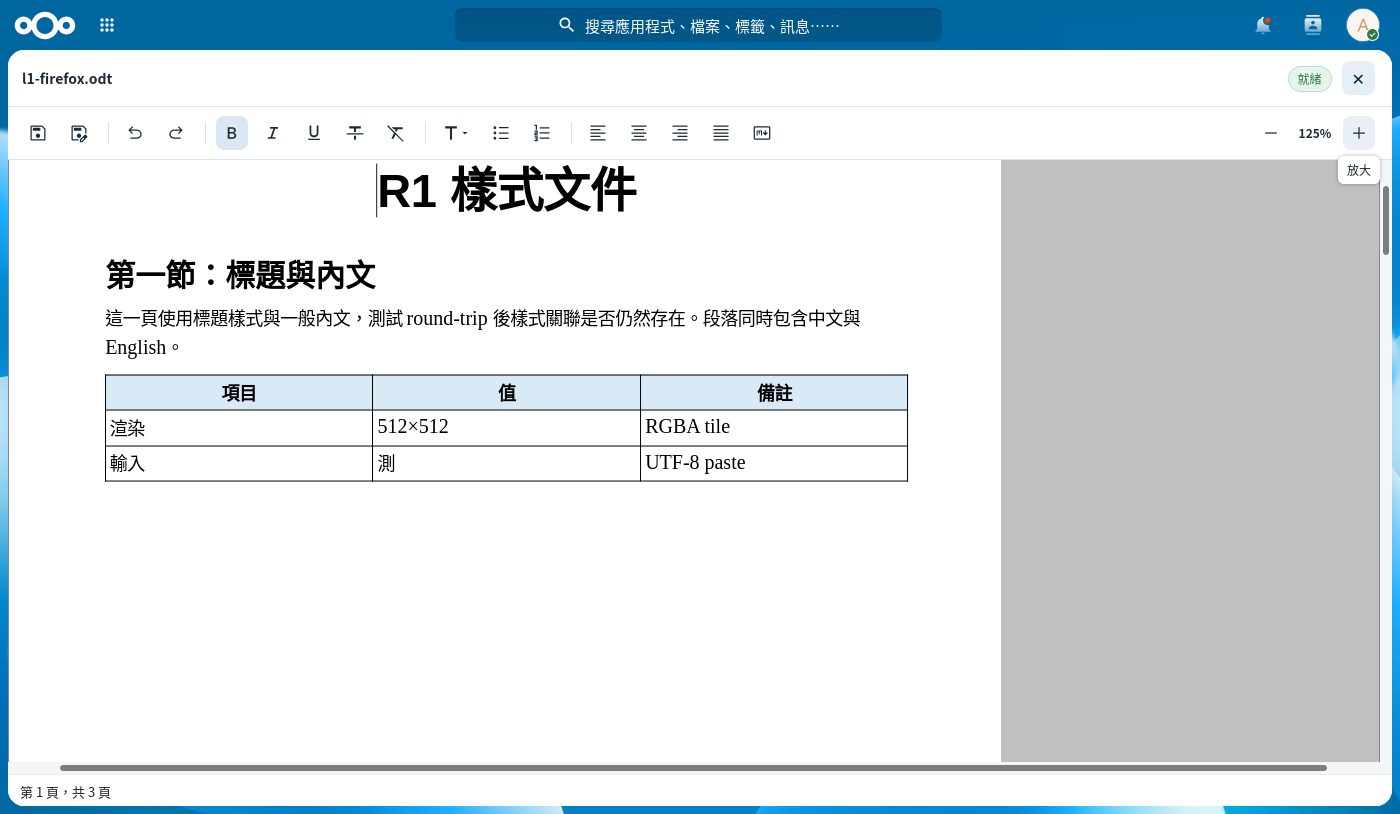 搜尋應用程式、檔案、標籤、訊息……
A
l1-firefox.odt
就緒
125%
放大
R1 樣式文件
第一節：標題與內文
這一頁使用標題樣式與一般內文，測試 round-trip 後樣式關聯是否仍然存在。段落同時包含中文與
English。
項目 值 備註
渲染 512×512 RGBA tile
輸入 測 UTF-8 paste
第 1 頁，共 3 頁